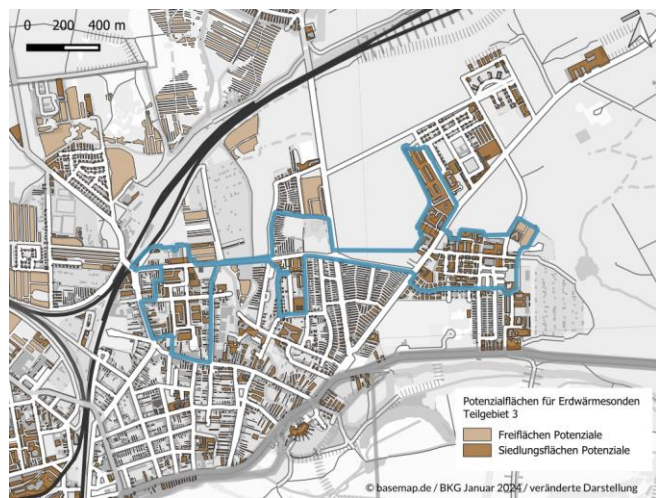 0 200 400 m
Potenzialflächen für Erdwärmesonden
Teilgebiet 3
Freiflächen Potenziale
Siedlungsflächen Potenziale
© basemap.de / BKG Januar 2024 / veränderte Darstellung